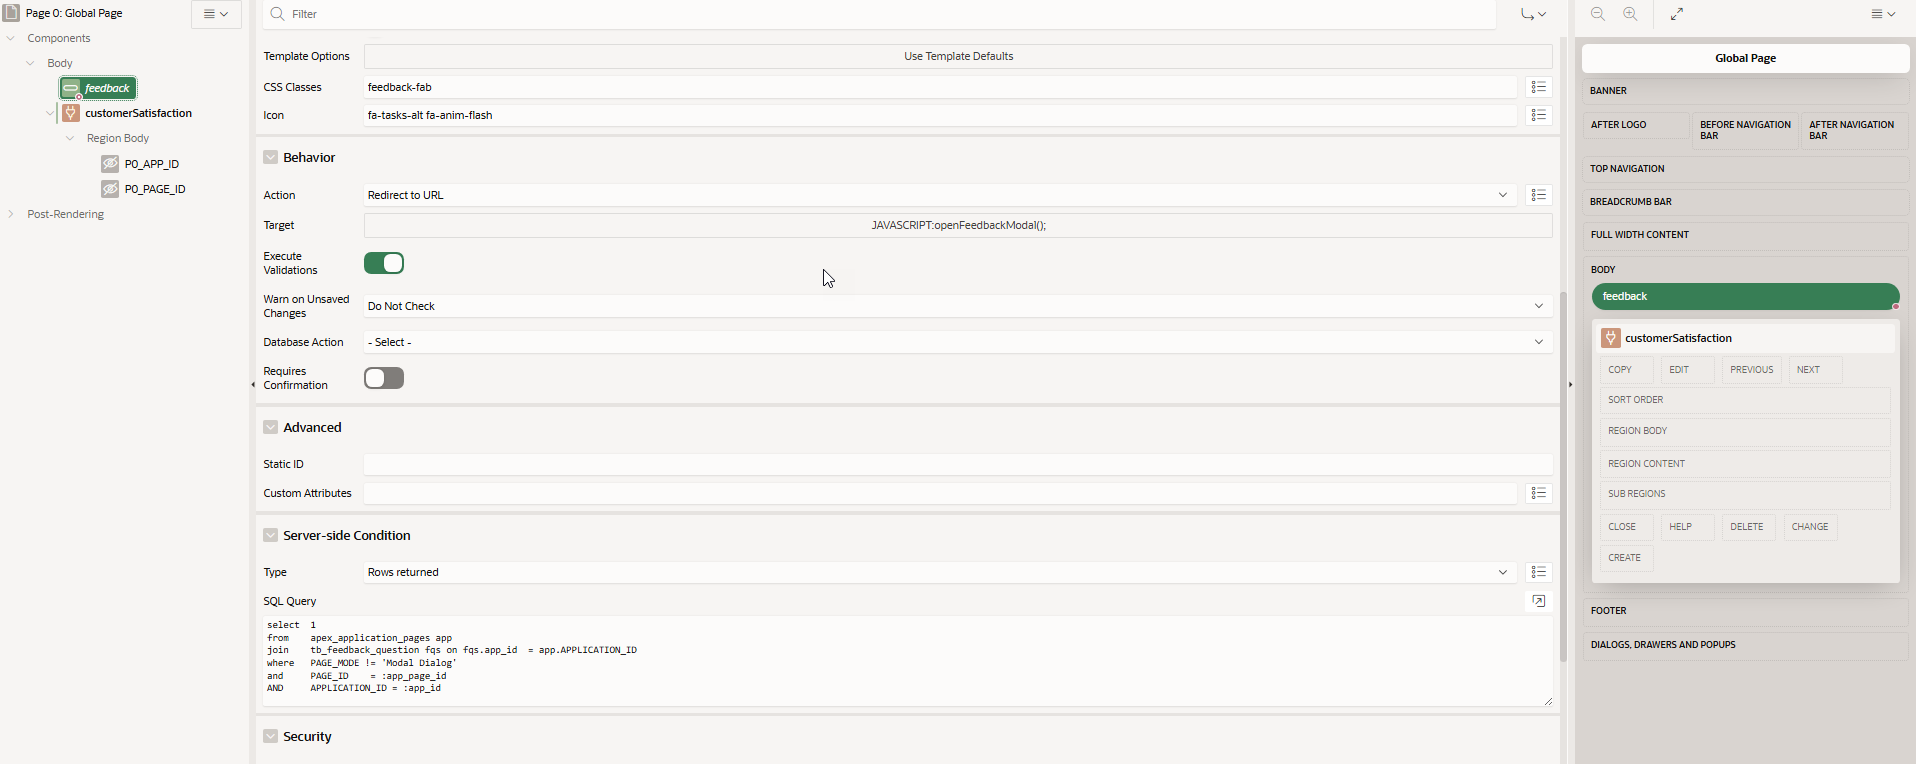 Page 0: Global Page
Components
Body
feedback
customerSatisfaction
Region Body
P0_APP_ID
P0_PAGE_ID
Post-Rendering
Filter
Template Options
Use Template Defaults
CSS Classes
feedback-fab
Icon
fa-tasks-alt fa-anim-flash
Behavior
Action
Redirect to URL
Target
JAVASCRIPT:openFeedbackModal();
Execute
Validations
Warn on Unsaved
Changes
Do Not Check
Database Action
- Select -
Requires
Confirmation
Advanced
Static ID
Custom Attributes
Server-side Condition
Type
Rows returned
SQL Query
select  1
from    apex_application_pages app
join    tb_feedback_question fqs on fqs.app_id  = app.APPLICATION_ID
where   PAGE_MODE != 'Modal Dialog'
and     PAGE_ID    = :app_page_id
AND     APPLICATION_ID = :app_id
Security
Global Page
BANNER
AFTER LOGO
BEFORE NAVIGATION
BAR
AFTER NAVIGATION
BAR
TOP NAVIGATION
BREADCRUMB BAR
FULL WIDTH CONTENT
BODY
feedback
customerSatisfaction
COPY
EDIT
PREVIOUS
NEXT
SORT ORDER
REGION BODY
REGION CONTENT
SUB REGIONS
CLOSE
HELP
DELETE
CHANGE
CREATE
FOOTER
DIALOGS, DRAWERS AND POPUPS